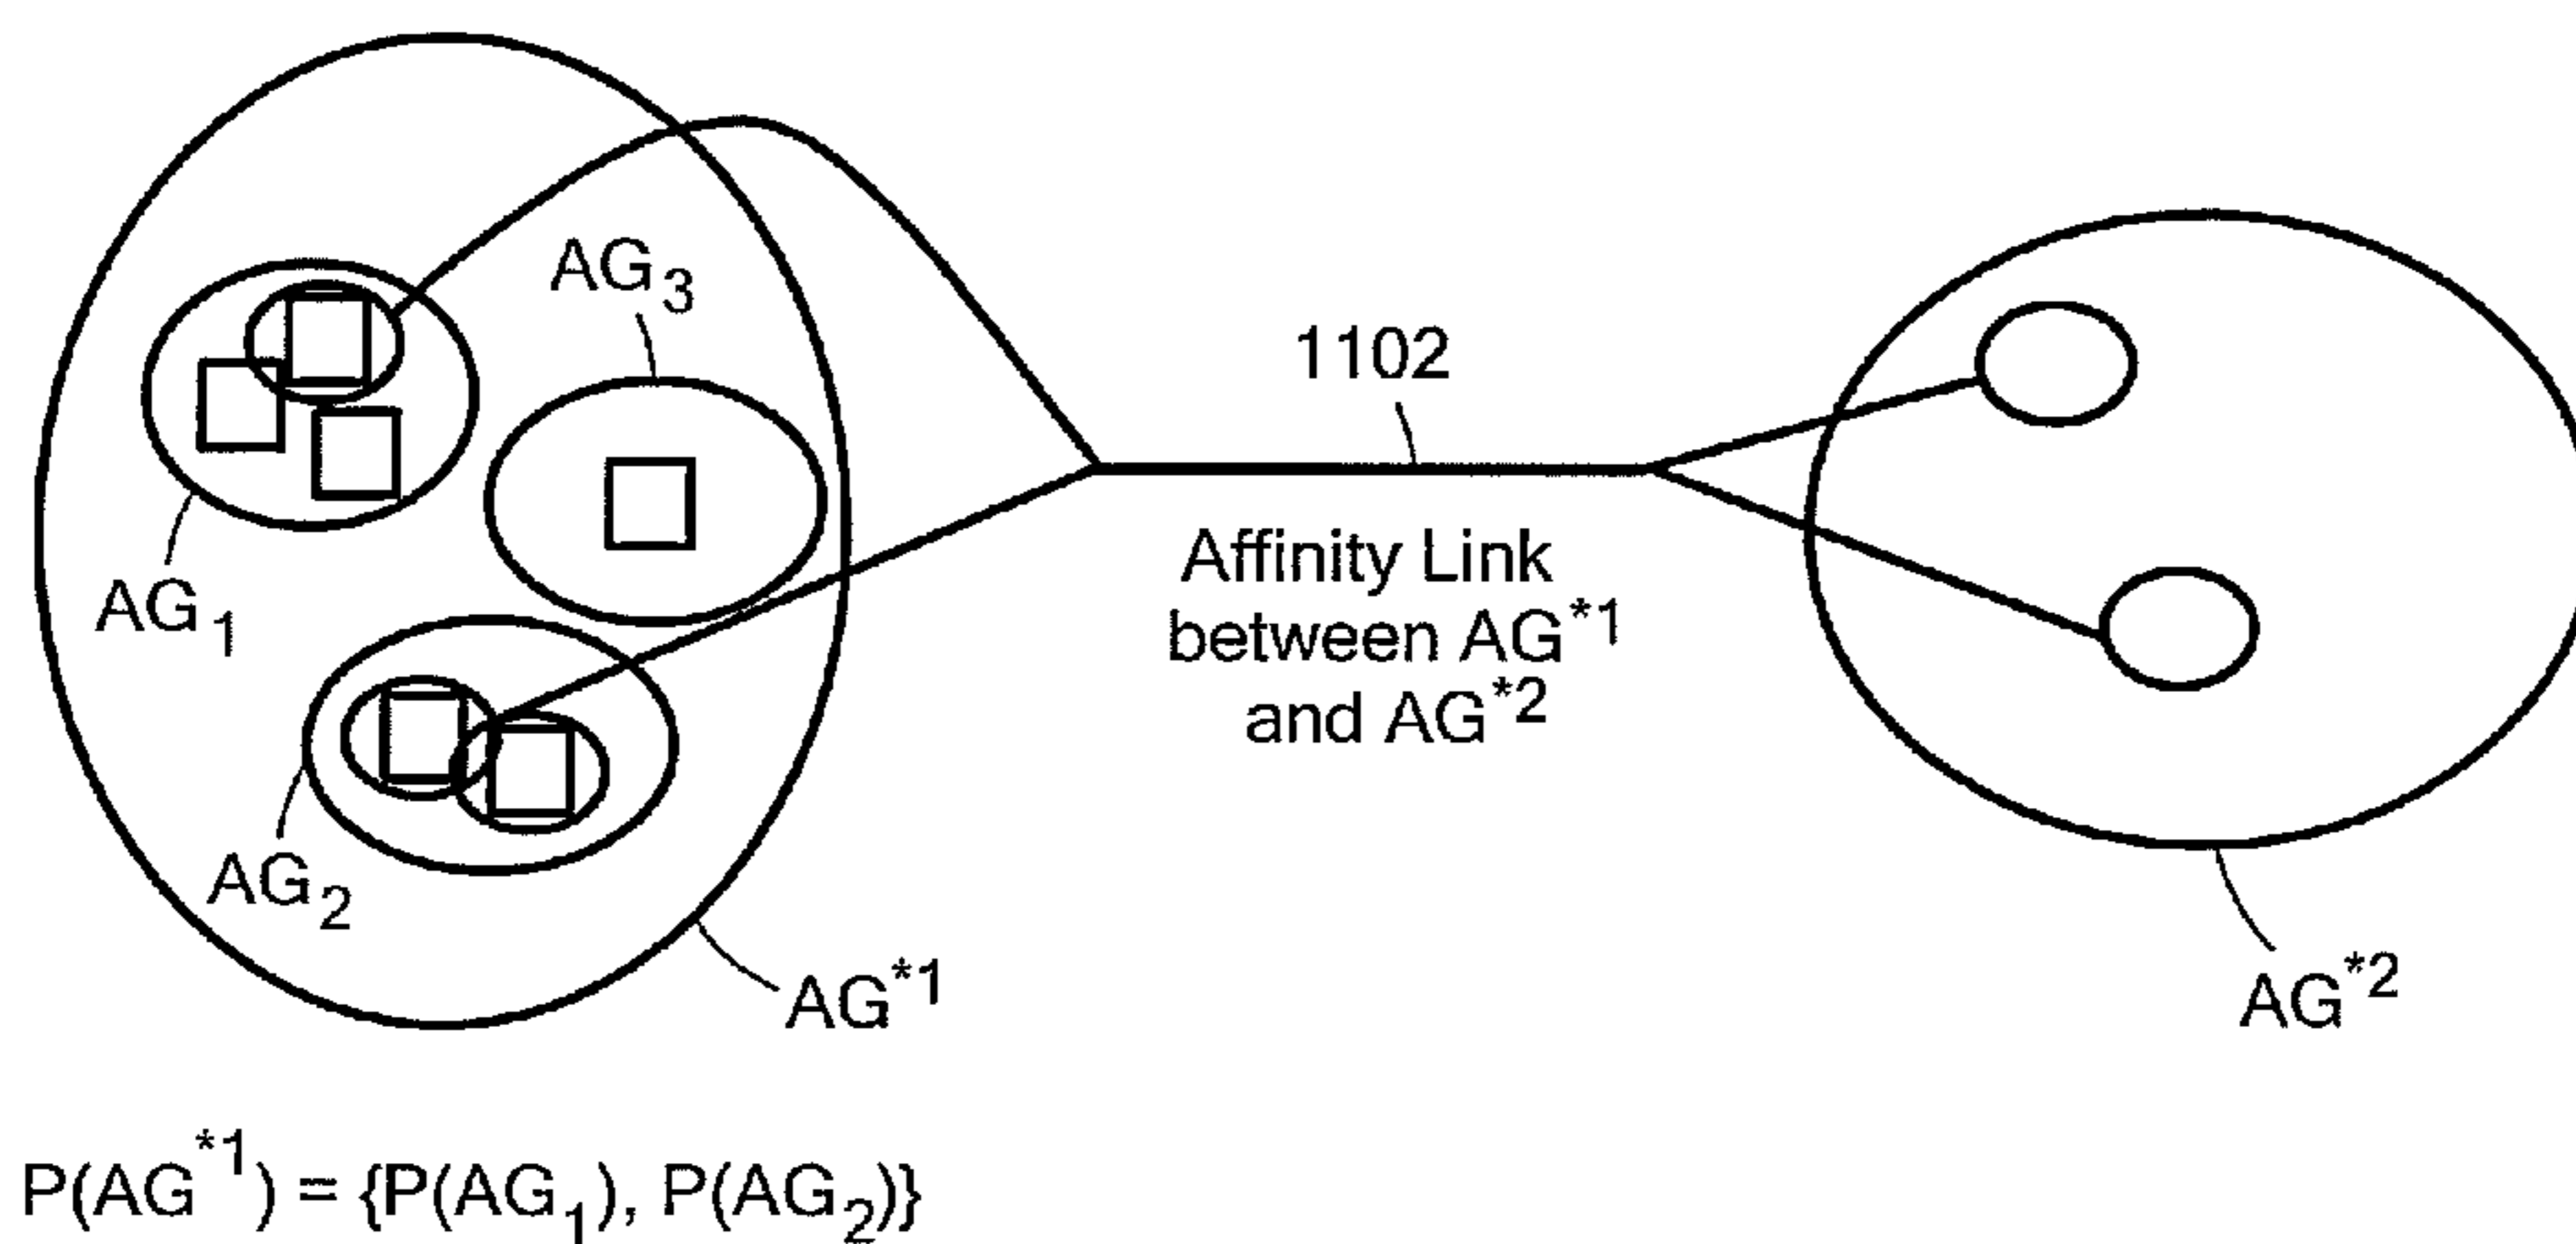 AG3
1102
AG1
Affinity Link
between AG*1
and AG*2
AG2
AG*1
AG*2
P(AG*1) = {P(AG1), P(AG2)}